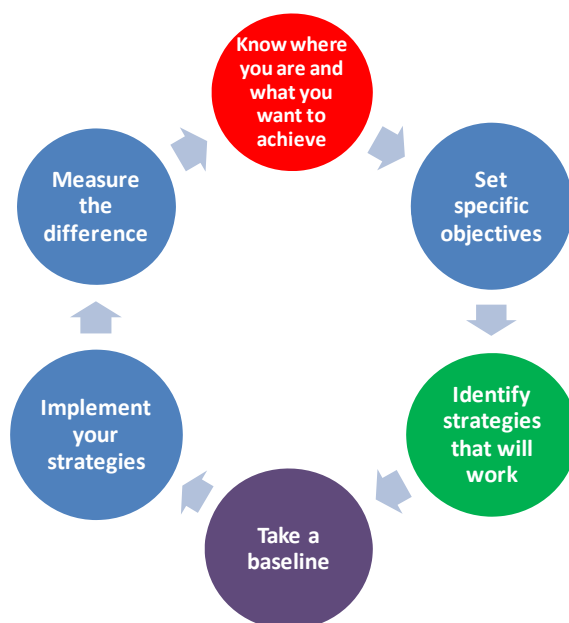 Know where
you are and
what you
want to
achieve
Set
specific
objectives
Identify
strategies
that will
work
Take a
baseline
Implement
your
strategies
Measure
the
difference